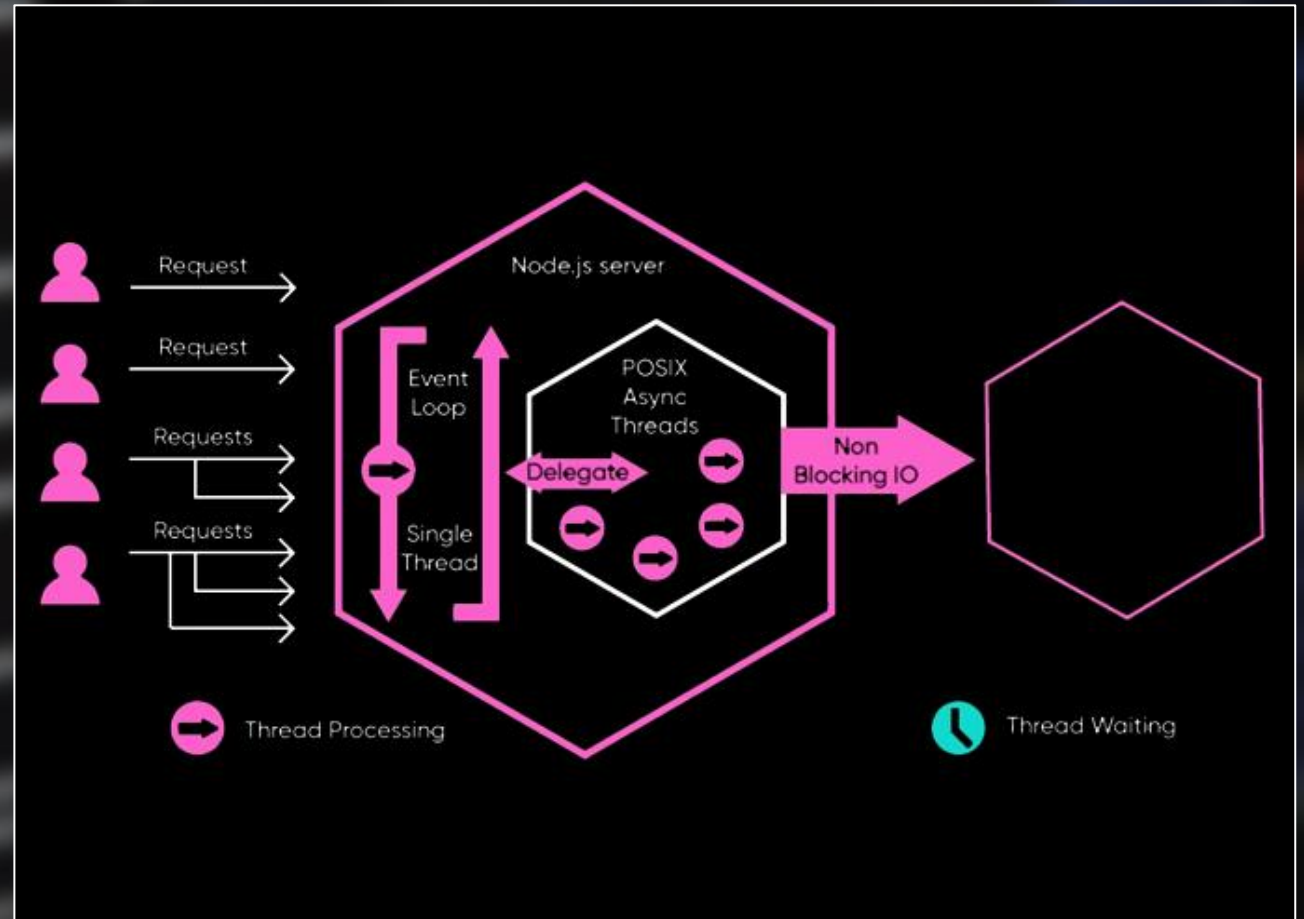 Node.js server
Request
Request
Requests
Requests
Event
Loop
Single
Thread
POSIX
Async
Threads
Delegate
Non
Blocking IO
Thread Processing
Thread Waiting